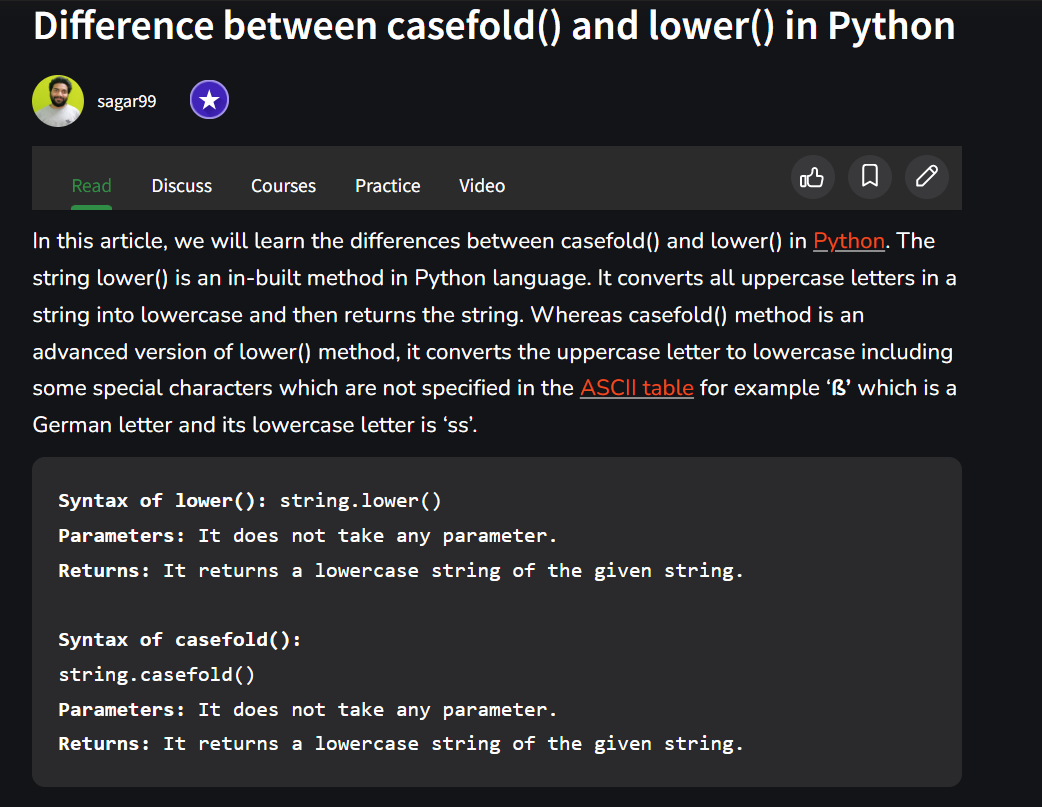 Difference between casefold() and lower() in Python
sagar99
Read Discuss Courses Practice Video
In this article, we will learn the differences between casefold() and lower() in Python. The
string lower() is an in-built method in Python language. It converts all uppercase letters in a
string into lowercase and then returns the string. Whereas casefold() method is an
advanced version of lower() method, it converts the uppercase letter to lowercase including
some special characters which are not specified in the ASCII table for example ‘ß’ which is a
German letter and its lowercase letter is ‘ss’.
Syntax of lower(): string.lower()
Parameters: It does not take any parameter.
Returns: It returns a lowercase string of the given string.
Syntax of casefold():
string.casefold()
Parameters: It does not take any parameter.
Returns: It returns a lowercase string of the given string.